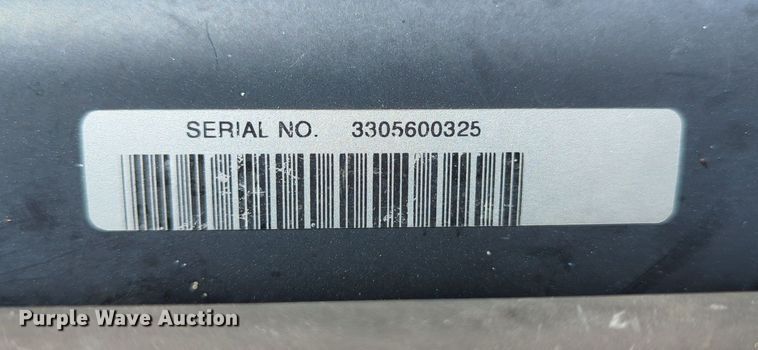 SERIAL NO. 3305600325
Purple Wave Auction